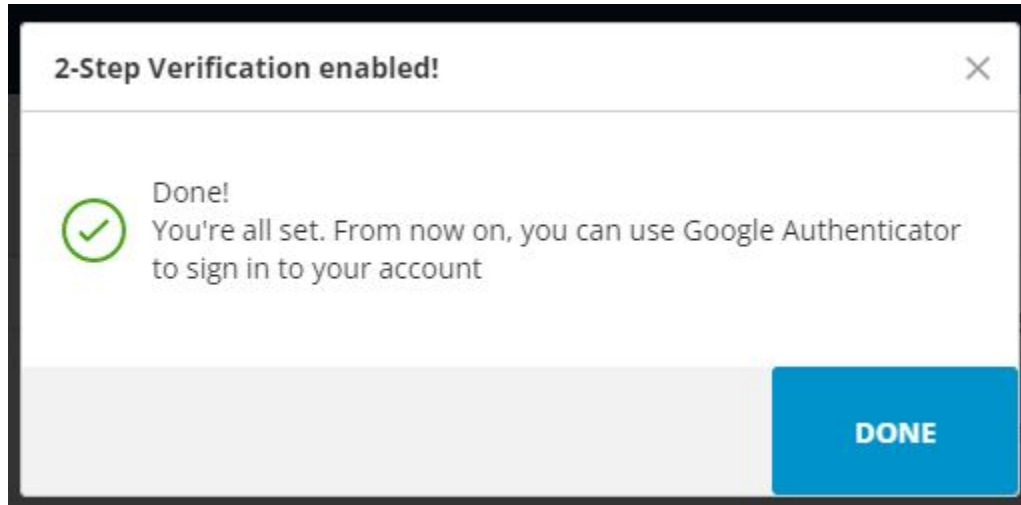 2-Step Verification enabled!
Done!
You're all set. From now on, you can use Google Authenticator
to sign in to your account
DONE